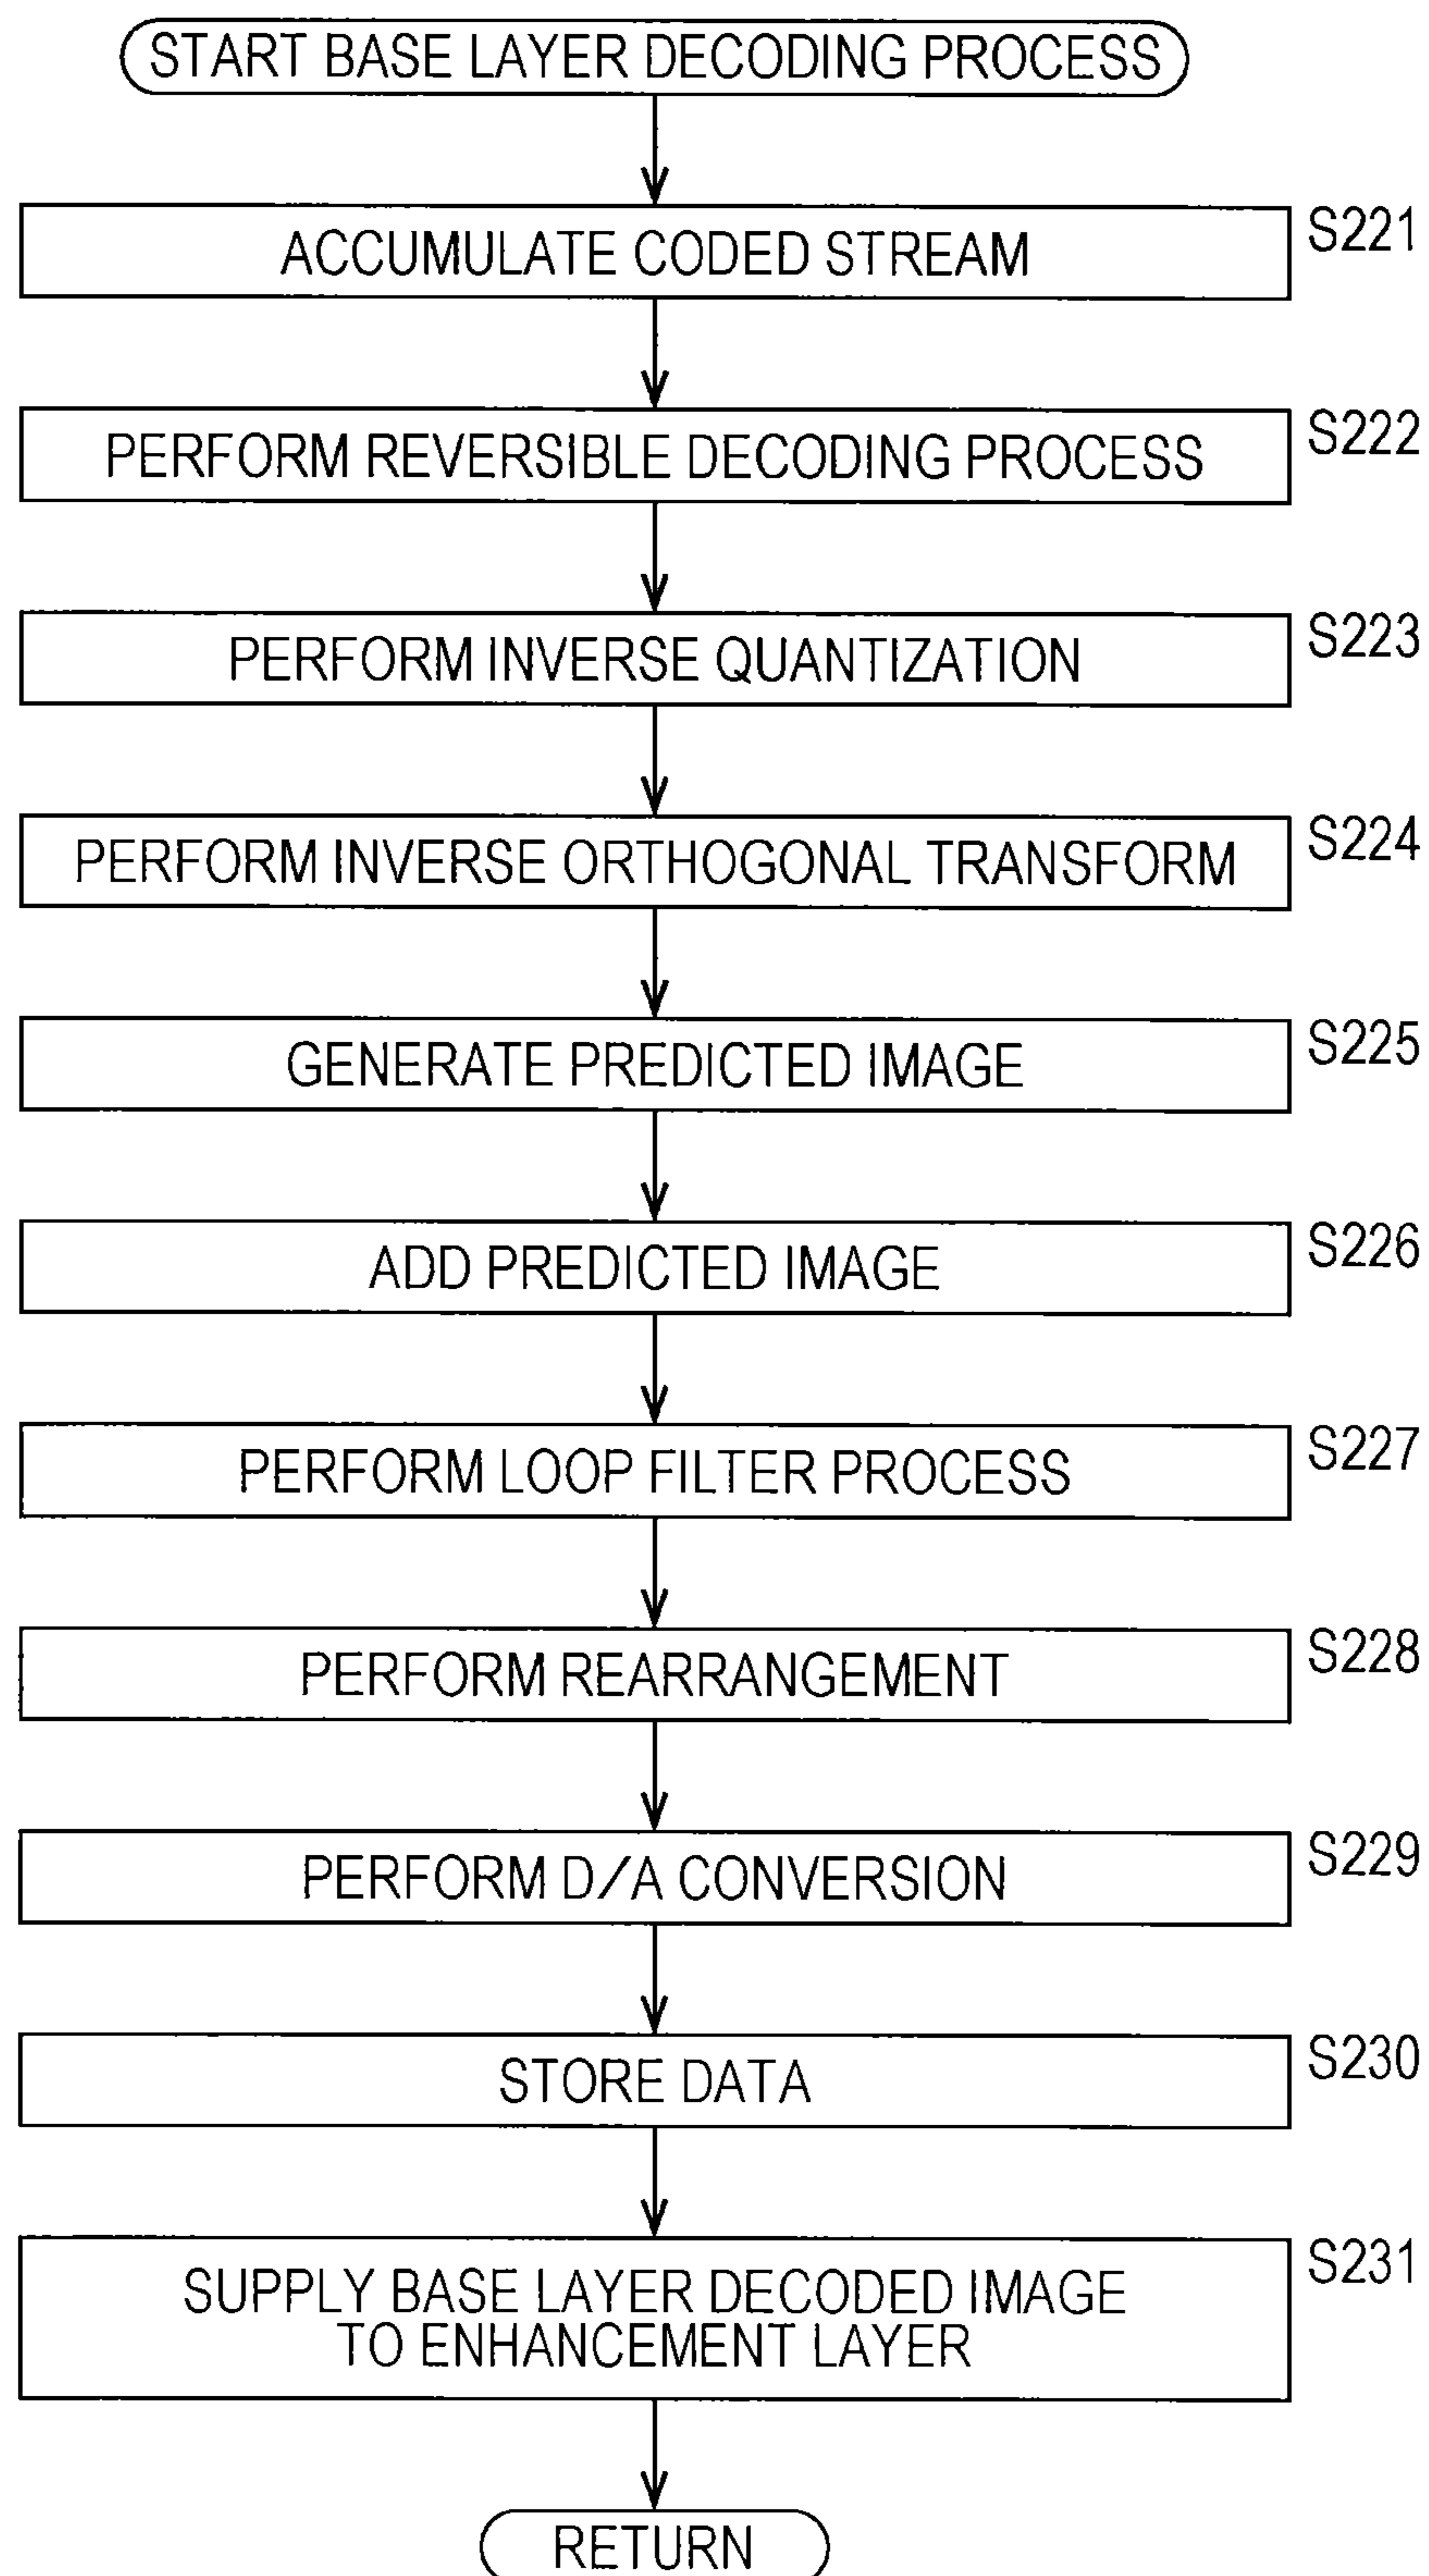 START BASE LAYER DECODING PROCESS
ACCUMULATE CODED STREAM
S221
PERFORM REVERSIBLE DECODING PROCESS
S222
PERFORM INVERSE QUANTIZATION
S223
PERFORM INVERSE ORTHOGONAL TRANSFORM
S224
GENERATE PREDICTED IMAGE
S225
ADD PREDICTED IMAGE
S226
PERFORM LOOP FILTER PROCESS
S227
PERFORM REARRANGEMENT
S228
PERFORM D/A CONVERSION
S229
STORE DATA
S230
SUPPLY BASE LAYER DECODED IMAGE
TO ENHANCEMENT LAYER
S231
RETURN